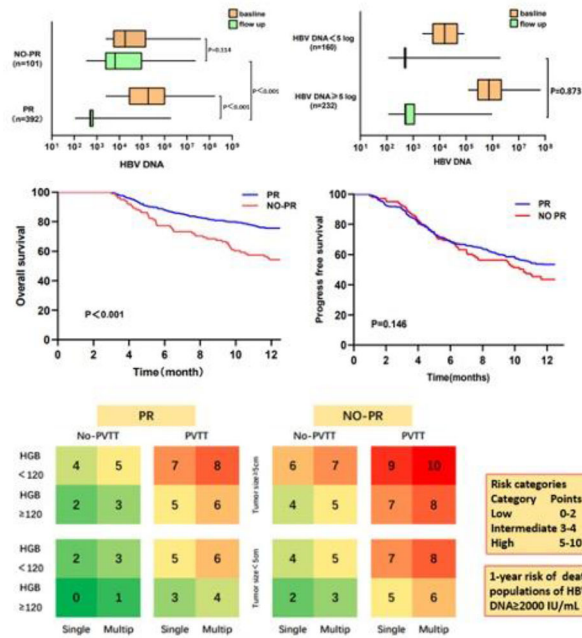 basline
flow up
NO-PR
(n=101)
P=0.314
P<0.001
PR
(n=392)
P<0.001
10¹ 10² 10³ 10⁴ 10⁵ 10⁶ 10⁷ 10⁸ 10⁹
HBV DNA
basline
flow up
HBV DNA<5 log
(n=160)
HBV DNA≥5 log
(n=232)
P=0.873
10¹ 10² 10³ 10⁴ 10⁵ 10⁶ 10⁷ 10⁸
HBV DNA
Overall survival
100
80
60
40
20
0
PR
NO-PR
P<0.001
0 2 4 6 8 10 12
Time(month)
Progress free survival
100
80
60
40
20
0
PR
NO PR
P=0.146
0 2 4 6 8 10 12
Time(months)
PR
NO-PR
No-PVTT PVTT
No-PVTT PVTT
HGB
<120
4 5 7 8
6 7 9 10
HGB
≥120
2 3 5 6
4 5 7 8
Tumor size≥5cm
HGB
<120
2 3 5 6
4 5 7 8
HGB
≥120
0 1 3 4
2 3 5 6
Tumor size<5cm
Single Multip Single Multip
Single Multip Single Multip
Risk categories
Category Points
Low 0-2
Intermediate 3-4
High 5-10
1-year risk of deat
populations of HBV
DNA≥2000 IU/mL